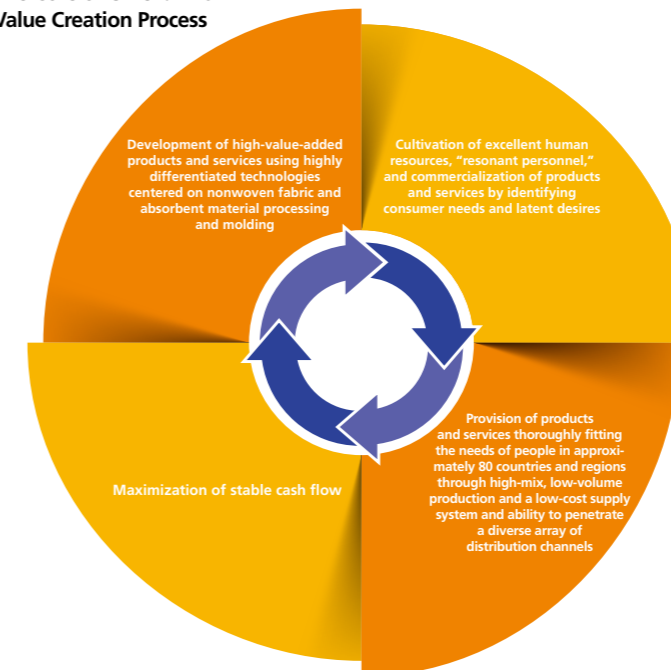 Value Creation Process
Development of high-value-added
products and services using highly
differentiated technologies
centered on nonwoven fabric and
absorbent material processing
and molding
Cultivation of excellent human
resources, “resonant personnel,”
and commercialization of products
and services by identifying
consumer needs and latent desires
Provision of products
and services thoroughly fitting
the needs of people in approxi-
mately 80 countries and regions
through high-mix, low-volume
production and a low-cost supply
system and ability to penetrate
a diverse array of
distribution channels
Maximization of stable cash flow